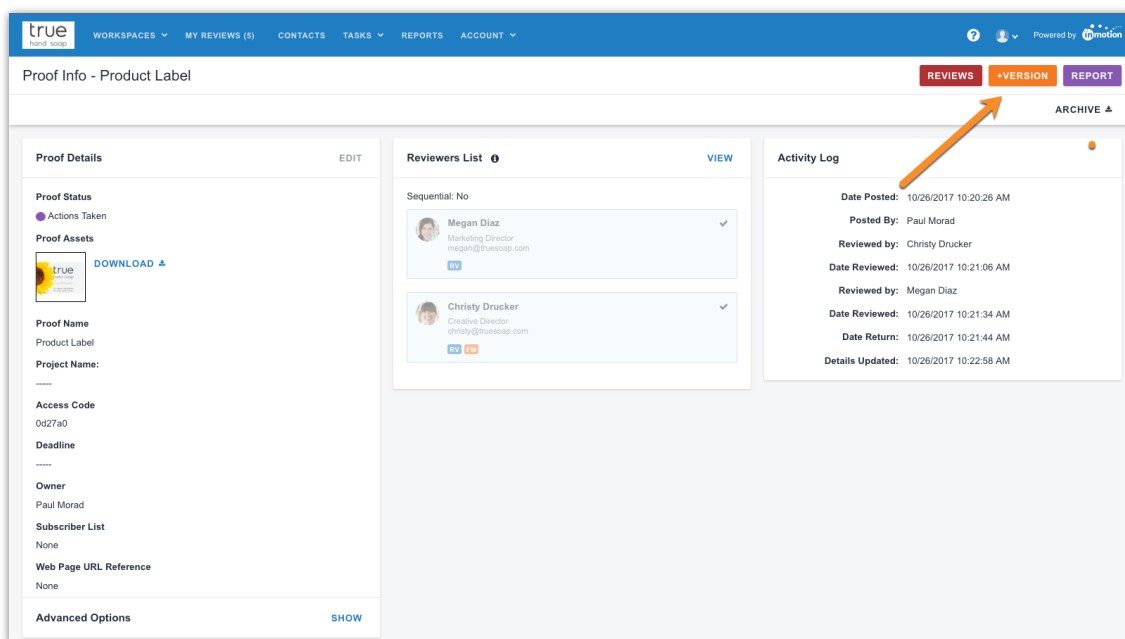 true
hand soap
WORKSPACES
MY REVIEWS (5)
CONTACTS
TASKS
REPORTS
ACCOUNT
?
Powered by inmotion
Proof Info - Product Label
REVIEWS
+VERSION
REPORT
ARCHIVE
Proof Details
EDIT
Proof Status
Actions Taken
Proof Assets
true
DOWNLOAD
Proof Name
Product Label
Project Name:
-----
Access Code
0d27a0
Deadline
-----
Owner
Paul Morad
Subscriber List
None
Web Page URL Reference
None
Advanced Options
SHOW
Reviewers List
VIEW
Sequential: No
Megan Diaz
Marketing Director
megan@truesoap.com
RV
Christy Drucker
Creative Director
christy@truesoap.com
RV FM
Activity Log
Date Posted: 10/26/2017 10:20:26 AM
Posted By: Paul Morad
Reviewed by: Christy Drucker
Date Reviewed: 10/26/2017 10:21:06 AM
Reviewed by: Megan Diaz
Date Reviewed: 10/26/2017 10:21:34 AM
Date Return: 10/26/2017 10:21:44 AM
Details Updated: 10/26/2017 10:22:58 AM